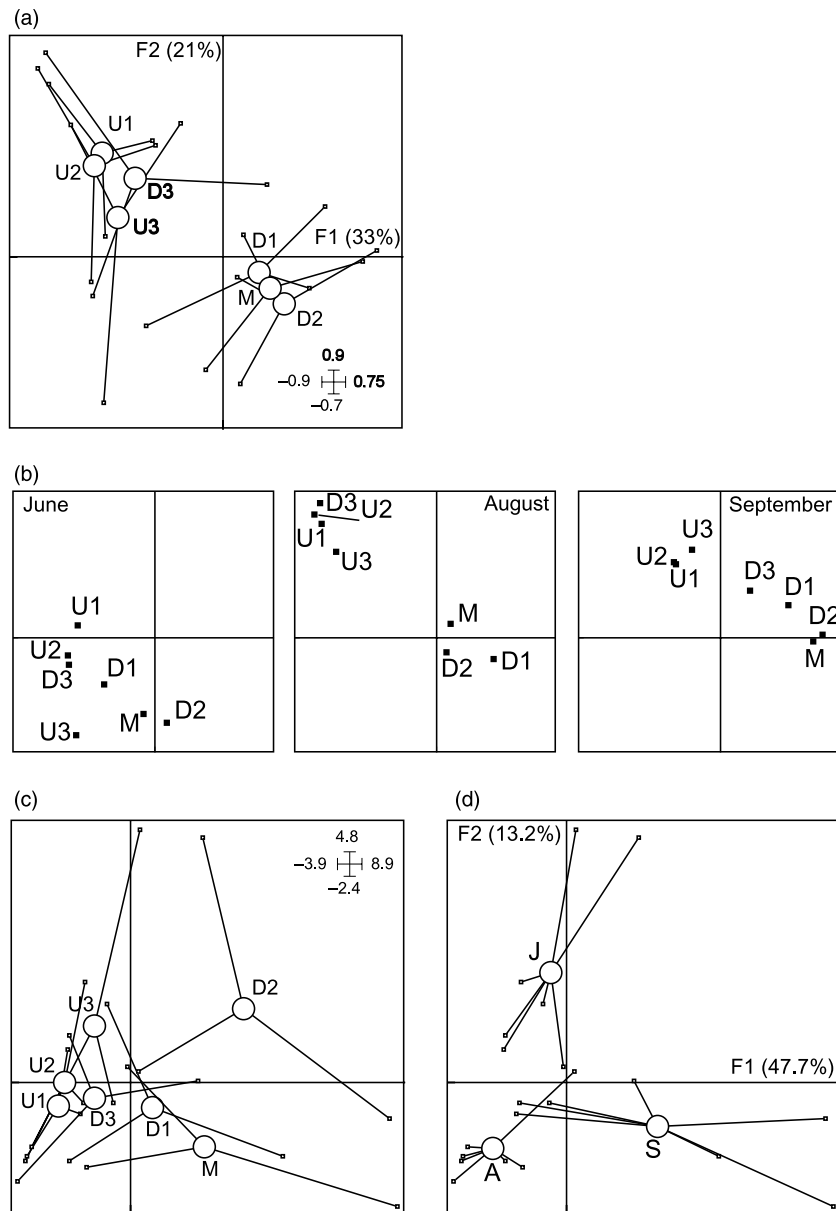 (a)
F2 (21%)
U1
U2
D3
U3
D1
F1 (33%)
M
D2
0.9
−0.9
0.75
−0.7
(b)
June
U1
U2
D3
D1
U3
M
D2
August
D3
U2
U1
U3
M
D2
D1
September
U3
U2
U1
D3
D1
D2
M
(c)
4.8
−3.9
8.9
−2.4
D2
U3
U2
U1
D3
D1
M
(d)
F2 (13.2%)
J
F1 (47.7%)
A
S